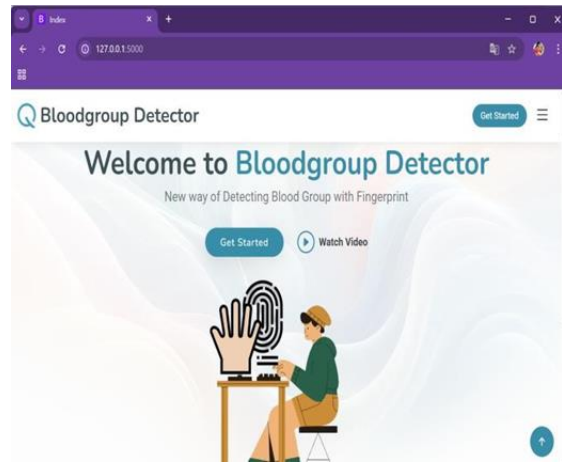 B Index
127.0.0.1:5000
Bloodgroup Detector
Get Started
Welcome to Bloodgroup Detector
New way of Detecting Blood Group with Fingerprint
Get Started
Watch Video